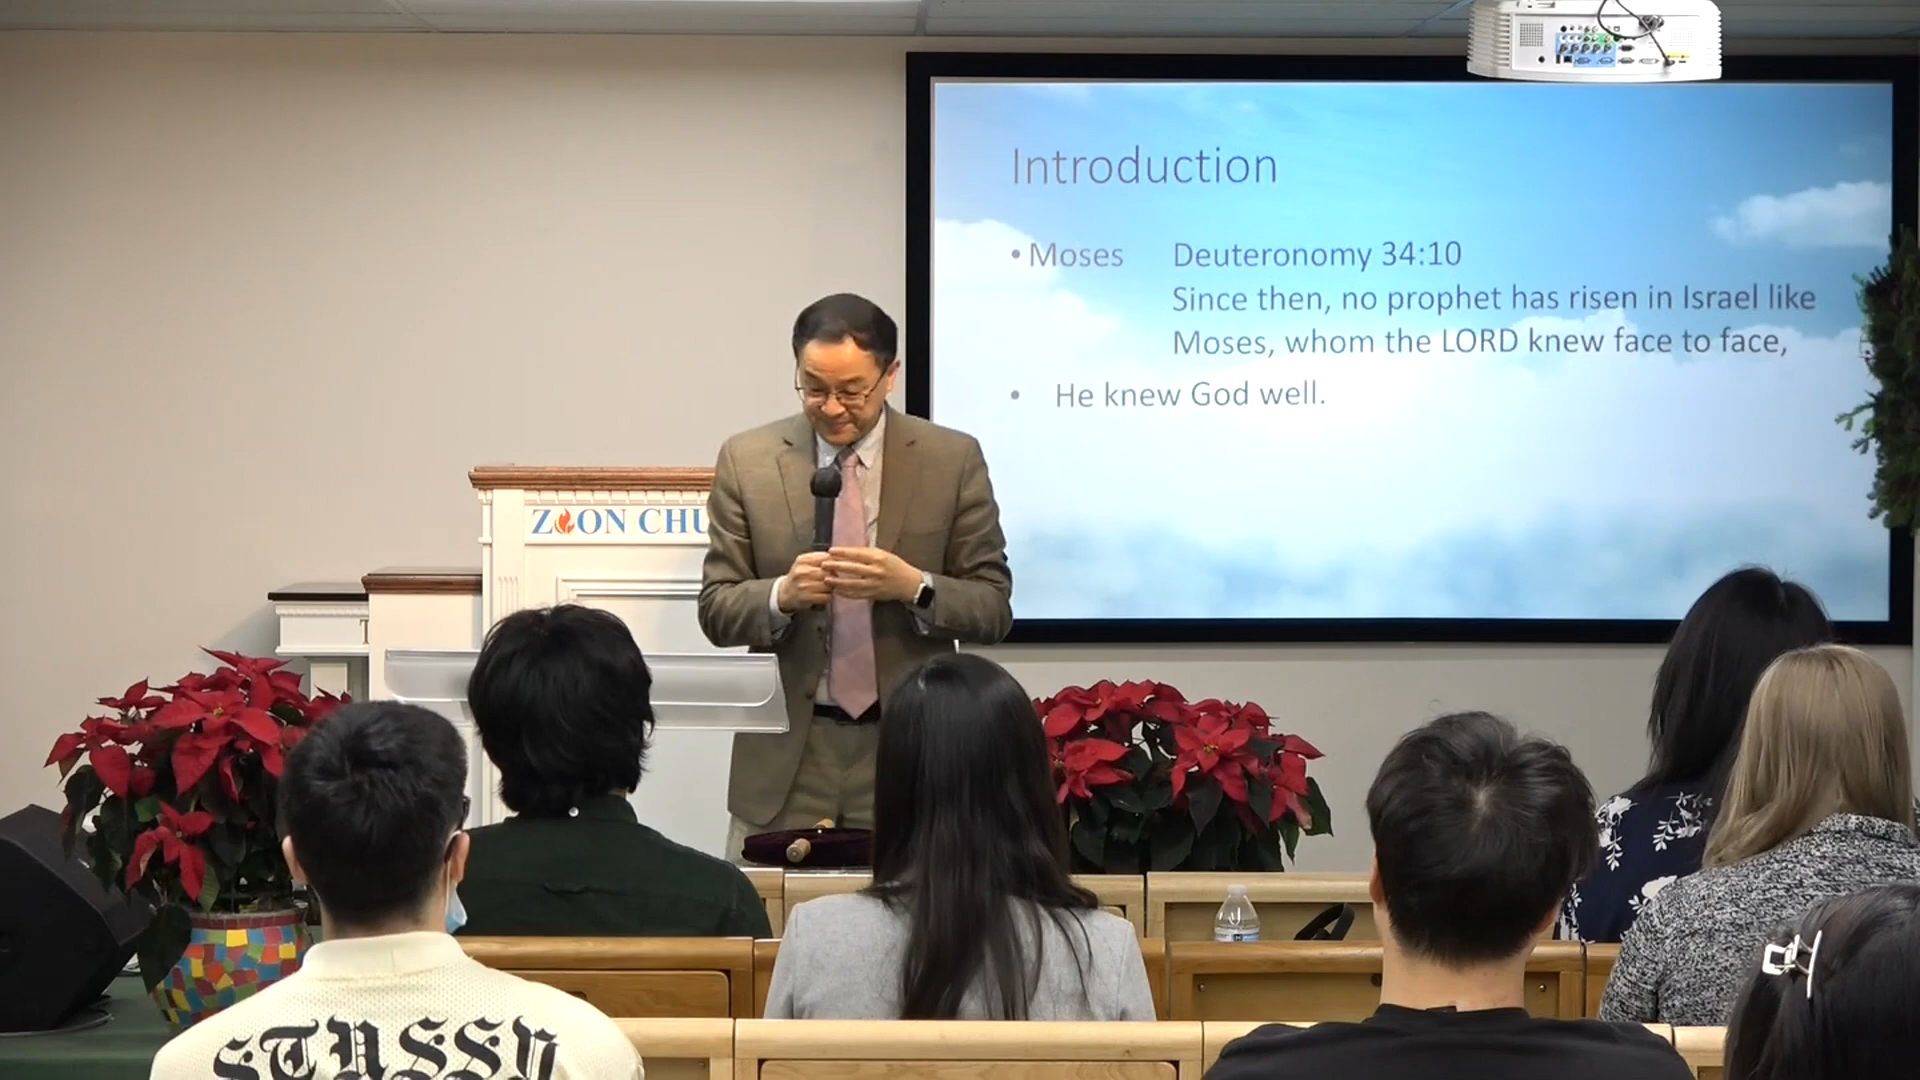 Introduction
• Moses Deuteronomy 34:10
Since then, no prophet has risen in Israel like
Moses, whom the LORD knew face to face,
• He knew God well.
ZION CHU
STUSSY